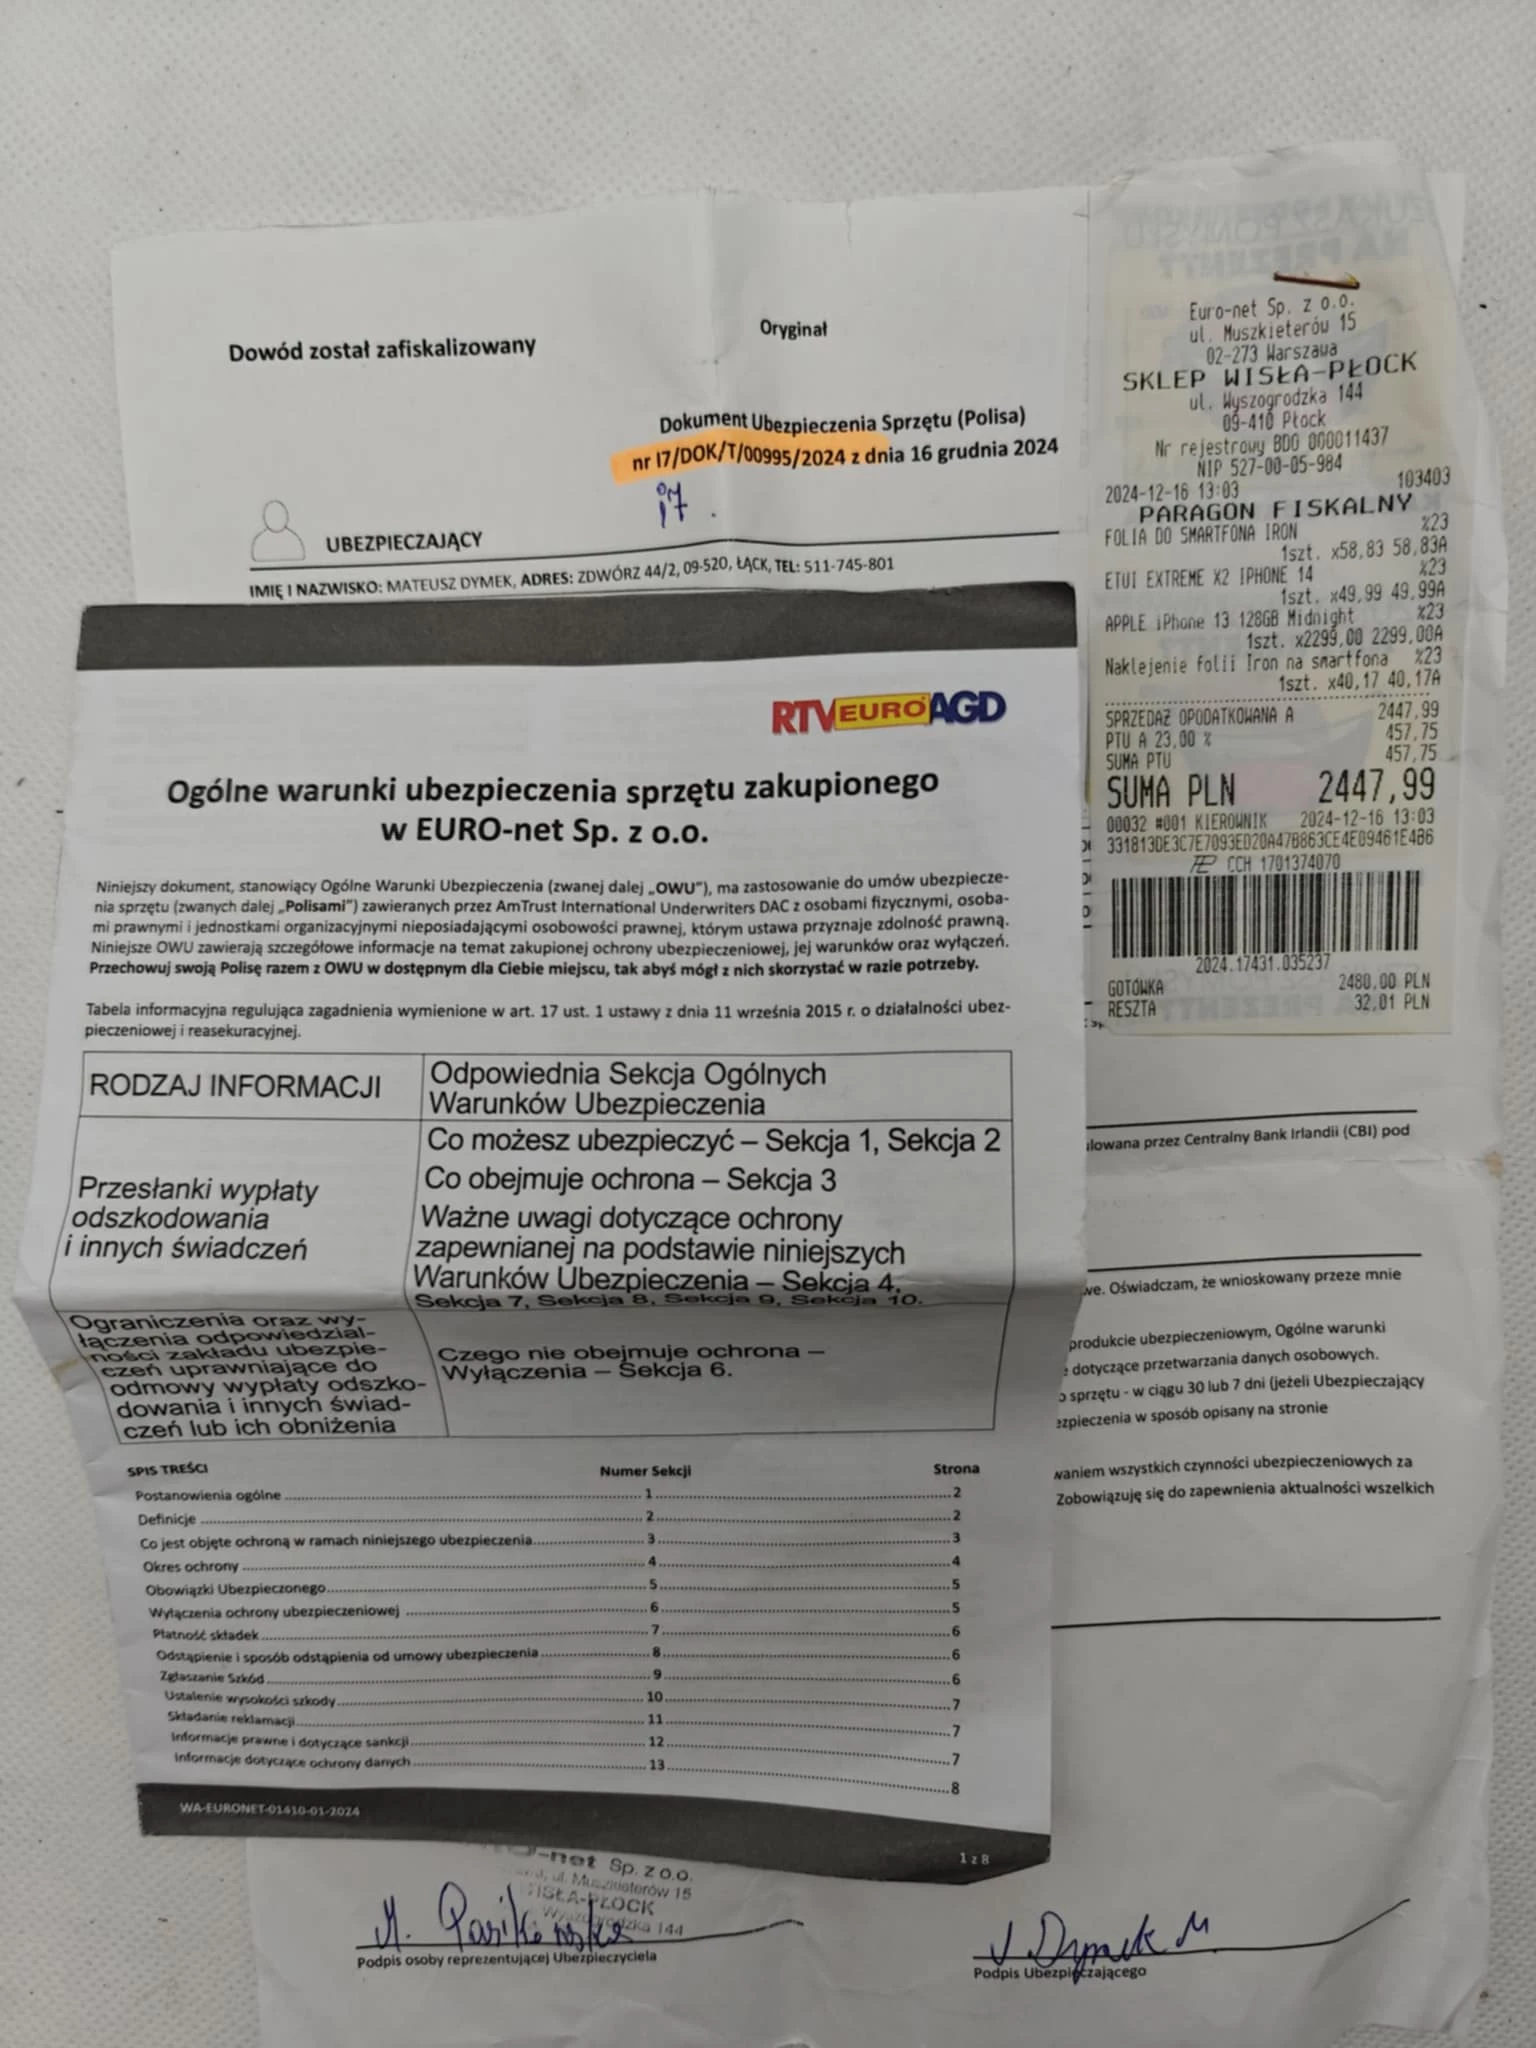 Dowód został zafiskalizowany
Oryginał
Dokument Ubezpieczenia Sprzętu (Polisa)
nr I7/DOK/T/00995/2024 z dnia 16 grudnia 2024
i7.
UBEZPIECZAJĄCY
IMIĘ I NAZWISKO: MATEUSZ DYMEK, ADRES: ZDWÓRZ 44/2, 09-520, ŁĄCK, TEL: 511-745-801
RTV EURO AGD
Ogólne warunki ubezpieczenia sprzętu zakupionego
w EURO-net Sp. z o.o.
Niniejszy dokument, stanowiący Ogólne Warunki Ubezpieczenia (zwanej dalej „OWU”), ma zastosowanie do umów ubezpiecze-
nia sprzętu (zwanych dalej „Polisami”) zawieranych przez AmTrust International Underwriters DAC z osobami fizycznymi, osoba-
mi prawnymi i jednostkami organizacyjnymi nieposiadającymi osobowości prawnej, którym ustawa przyznaje zdolność prawną.
Niniejsze OWU zawierają szczegółowe informacje na temat zakupionej ochrony ubezpieczeniowej, jej warunków oraz wyłączeń.
Przechowuj swoją Polisę razem z OWU w dostępnym dla Ciebie miejscu, tak abyś mógł z nich skorzystać w razie potrzeby.
Tabela informacyjna regulująca zagadnienia wymienione w art. 17 ust. 1 ustawy z dnia 11 września 2015 r. o działalności ubez-
pieczeniowej i reasekuracyjnej.
RODZAJ INFORMACJI
Odpowiednia Sekcja Ogólnych
Warunków Ubezpieczenia
Przesłanki wypłaty
odszkodowania
i innych świadczeń
Co możesz ubezpieczyć – Sekcja 1, Sekcja 2
Co obejmuje ochrona – Sekcja 3
Ważne uwagi dotyczące ochrony
zapewnianej na podstawie niniejszych
Warunków Ubezpieczenia – Sekcja 4,
Sekcja 7, Sekcja 8, Sekcja 9, Sekcja 10.
Ograniczenia oraz wy-
łączenia odpowiedzial-
ności zakładu ubezpie-
czeń uprawniające do
odmowy wypłaty odszko-
dowania i innych świad-
czeń lub ich obniżenia
Czego nie obejmuje ochrona –
Wyłączenia – Sekcja 6.
SPIS TREŚCI Numer Sekcji Strona
Postanowienia ogólne 1 2
Definicje 2 2
Co jest objęte ochroną w ramach niniejszego ubezpieczenia 3 3
Okres ochrony 4 4
Obowiązki Ubezpieczonego 5 5
Wyłączenia ochrony ubezpieczeniowej 6 5
Płatność składek 7 6
Odstąpienie i sposób odstąpienia od umowy ubezpieczenia 8 6
Zgłaszanie Szkód 9 6
Ustalenie wysokości szkody 10 7
Składanie reklamacji 11 7
Informacje prawne i dotyczące sankcji 12 7
Informacje dotyczące ochrony danych 13 8
WA-EURONET-01410-01-2024
1 z 8
-net Sp. z o.o.
ul. Muszkieterów 15
WISŁA-PŁOCK
Wyszogrodzka 144
Podpis osoby reprezentującej Ubezpieczyciela
Dymek M
Podpis Ubezpieczającego
Euro-net Sp. z o.o.
ul. Muszkieterów 15
02-273 Warszawa
SKLEP WISŁA-PŁOCK
ul. Wyszogrodzka 144
09-410 Płock
Nr rejestrowy BDO 000011437
NIP 527-00-05-984
2024-12-16 13:03 103403
PARAGON FISKALNY
FOLIA DO SMARTFONA IRON %23
1szt. x58,83 58,83A
ETUI EXTREME X2 IPHONE 14 %23
1szt. x49,99 49,99A
APPLE iPhone 13 128GB Midnight %23
1szt. x2299,00 2299,00A
Naklejenie folii Iron na smartfona %23
1szt. x40,17 40,17A
SPRZEDAŻ OPODATKOWANA A 2447,99
PTU A 23,00 % 457,75
SUMA PTU 457,75
SUMA PLN 2447,99
00032 #001 KIEROWNIK 2024-12-16 13:03
331813DE3C7E7093ED20A47B863CE4E09461E4B6
CCH 1701374070
2024.17431.035237
GOTÓWKA 2480,00 PLN
RESZTA 32,01 PLN
ulowana przez Centralny Bank Irlandii (CBI) pod
we. Oświadczam, że wnioskowany przeze mnie
produkcie ubezpieczeniowym, Ogólne warunki
dotyczące przetwarzania danych osobowych.
o sprzętu - w ciągu 30 lub 7 dni (jeżeli Ubezpieczający
ezpieczenia w sposób opisany na stronie
waniem wszystkich czynności ubezpieczeniowych za
Zobowiązuję się do zapewnienia aktualności wszelkich